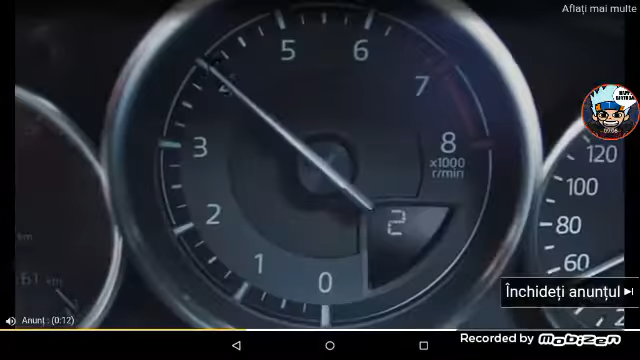 Aflați mai multe
5 6
4 7
3 8
x1000
r/min
2 2
1
0
120
100
80
60
km
km
Închideți anunțul
Anunț : (0:12)
Recorded by MOBIZEN